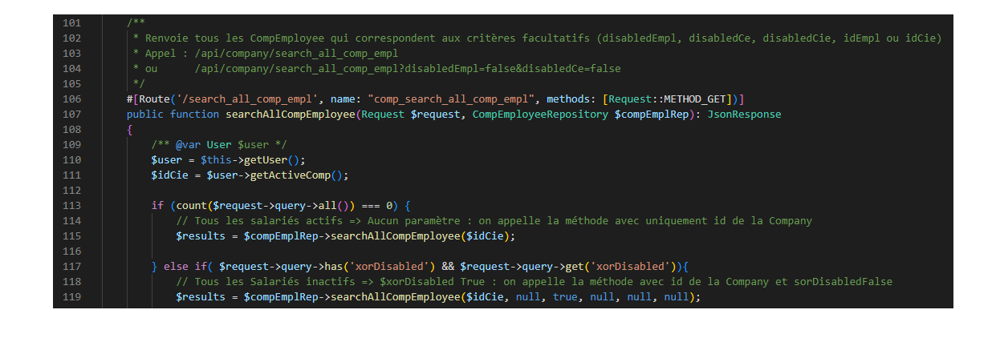 101 /**
102 * Renvoie tous les CompEmployee qui correspondent aux critères facultatifs (disabledEmpl, disabledCe, disabledCie, idEmpl ou idCie)
103 * Appel : /api/company/search_all_comp_empl
104 * ou /api/company/search_all_comp_empl?disabledEmpl=false&disabledCe=false
105 */
106 #[Route('/search_all_comp_empl', name: "comp_search_all_comp_empl", methods: [Request::METHOD_GET])]
107 public function searchAllCompEmployee(Request $request, CompEmployeeRepository $compEmplRep): JsonResponse
108 {
109 /** @var User $user */
110 $user = $this->getUser();
111 $idCie = $user->getActiveComp();
112
113 if (count($request->query->all()) === 0) {
114 // Tous les salariés actifs => Aucun paramètre : on appelle la méthode avec uniquement id de la Company
115 $results = $compEmplRep->searchAllCompEmployee($idCie);
116
117 } else if( $request->query->has('xorDisabled') && $request->query->get('xorDisabled')){
118 // Tous les Salariés inactifs => $xorDisabled True : on appelle la méthode avec id de la Company et sorDisabledFalse
119 $results = $compEmplRep->searchAllCompEmployee($idCie, null, true, null, null, null);